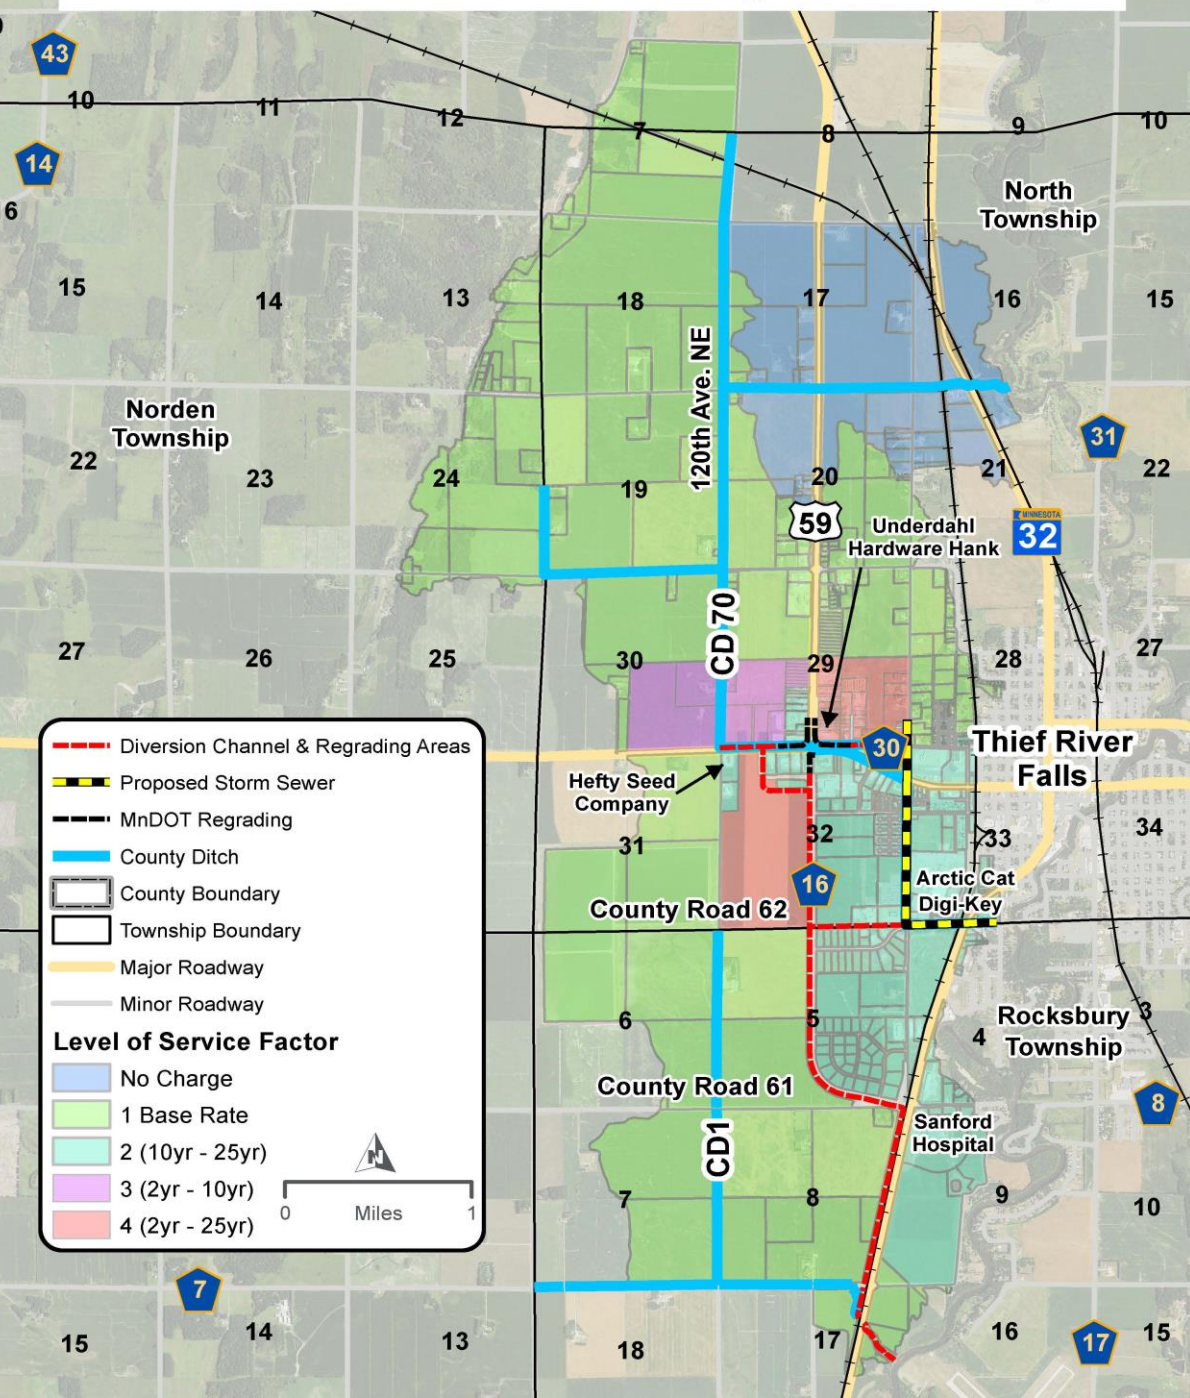 43
10
11
12
7
8
9
10
14
6
North
Township
15
14
13
18
17
16
15
120th Ave. NE
Norden
Township
31
22
23
24
19
20
21
22
59
Underdahl
Hardware Hank
MINNESOTA
32
CD 70
27
26
25
30
29
28
27
30
Thief River
Falls
Hefty Seed
Company
31
32
33
34
16
Arctic Cat
Digi-Key
County Road 62
6
5
4
3
Rocksbury
Township
County Road 61
8
CD1
Sanford
Hospital
7
8
9
10
7
15
14
13
18
17
16
17
15
Diversion Channel & Regrading Areas
Proposed Storm Sewer
MnDOT Regrading
County Ditch
County Boundary
Township Boundary
Major Roadway
Minor Roadway
Level of Service Factor
No Charge
1 Base Rate
2 (10yr - 25yr)
3 (2yr - 10yr)
4 (2yr - 25yr)
N
0 Miles 1